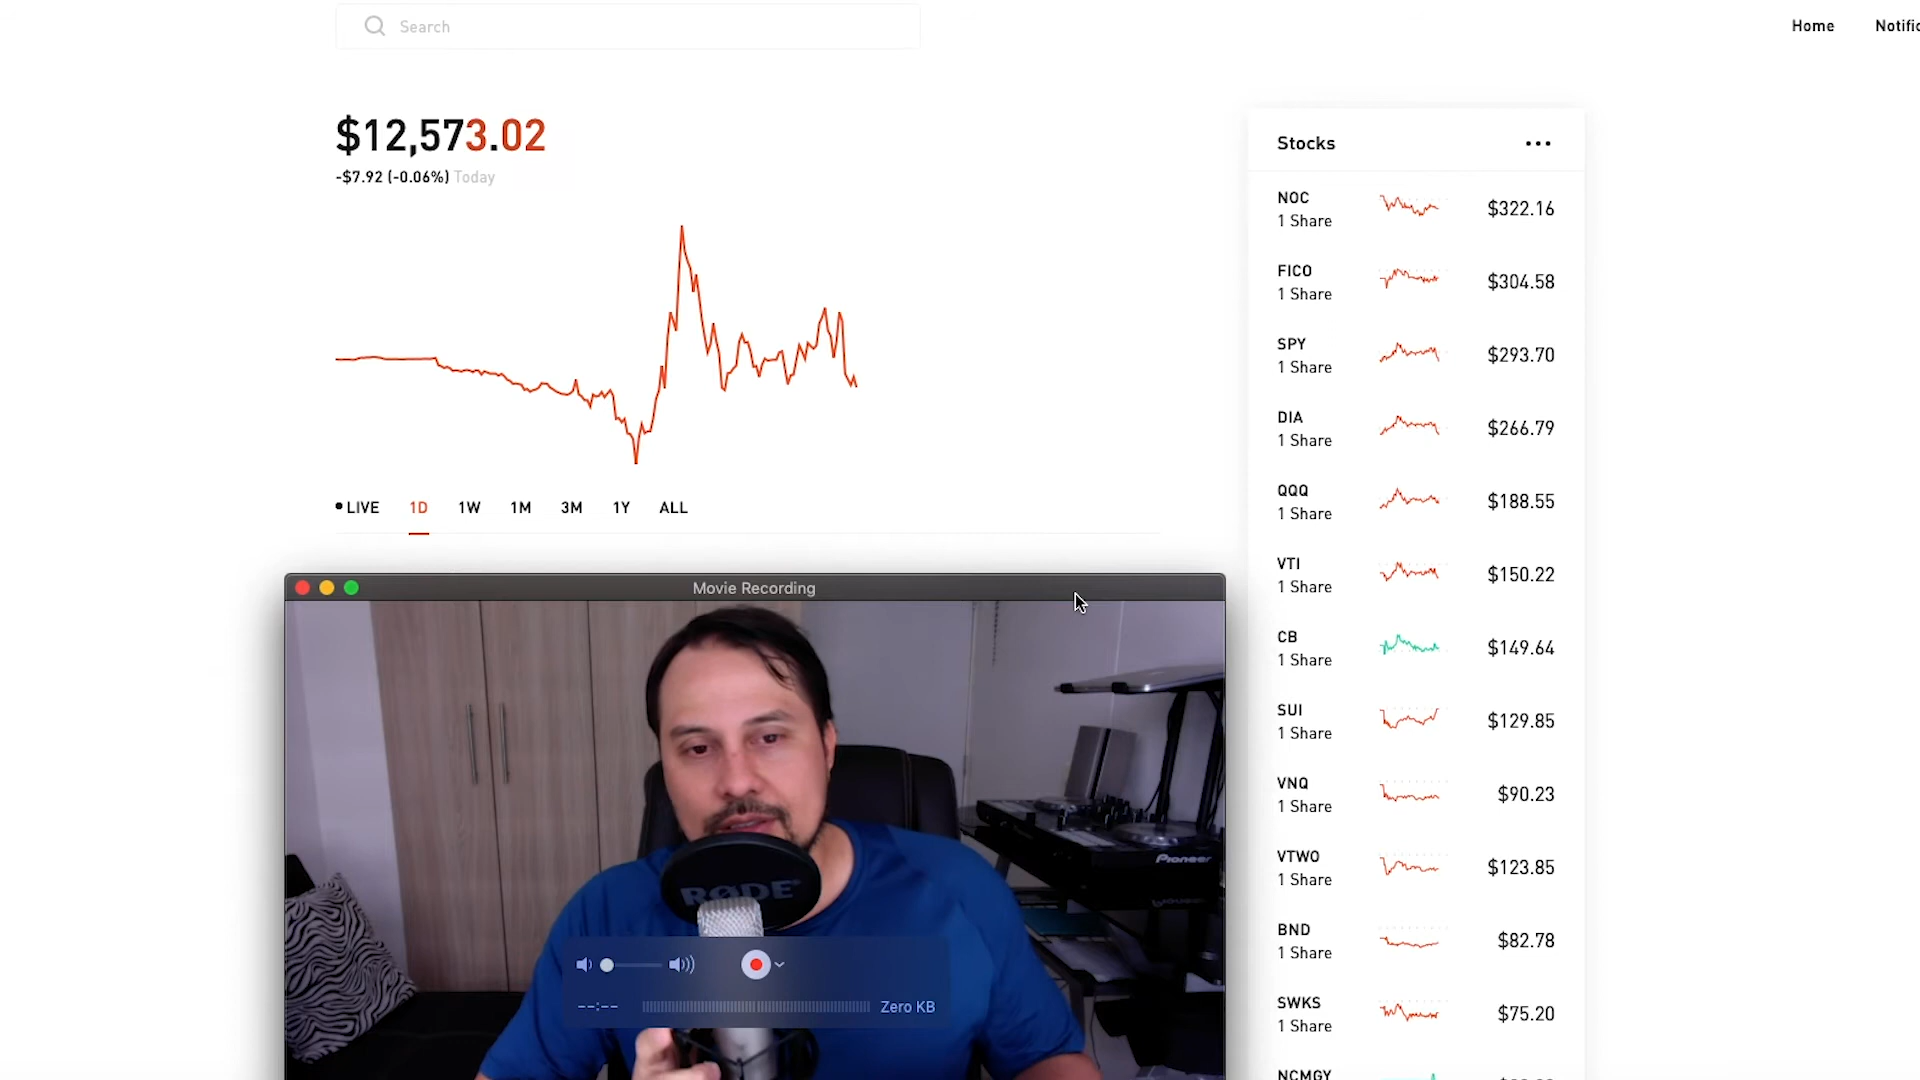 Search
Home
$12,573.02
-$7.92 (-0.06%) Today
LIVE 1D 1W 1M 3M 1Y ALL
Movie Recording
RØDE
Pioneer
--:--
Zero KB
Stocks
NOC
1 Share
$322.16
FICO
1 Share
$304.58
SPY
1 Share
$293.70
DIA
1 Share
$266.79
QQQ
1 Share
$188.55
VTI
1 Share
$150.22
CB
1 Share
$149.64
SUI
1 Share
$129.85
VNQ
1 Share
$90.23
VTWO
1 Share
$123.85
BND
1 Share
$82.78
SWKS
1 Share
$75.20
NCMGY